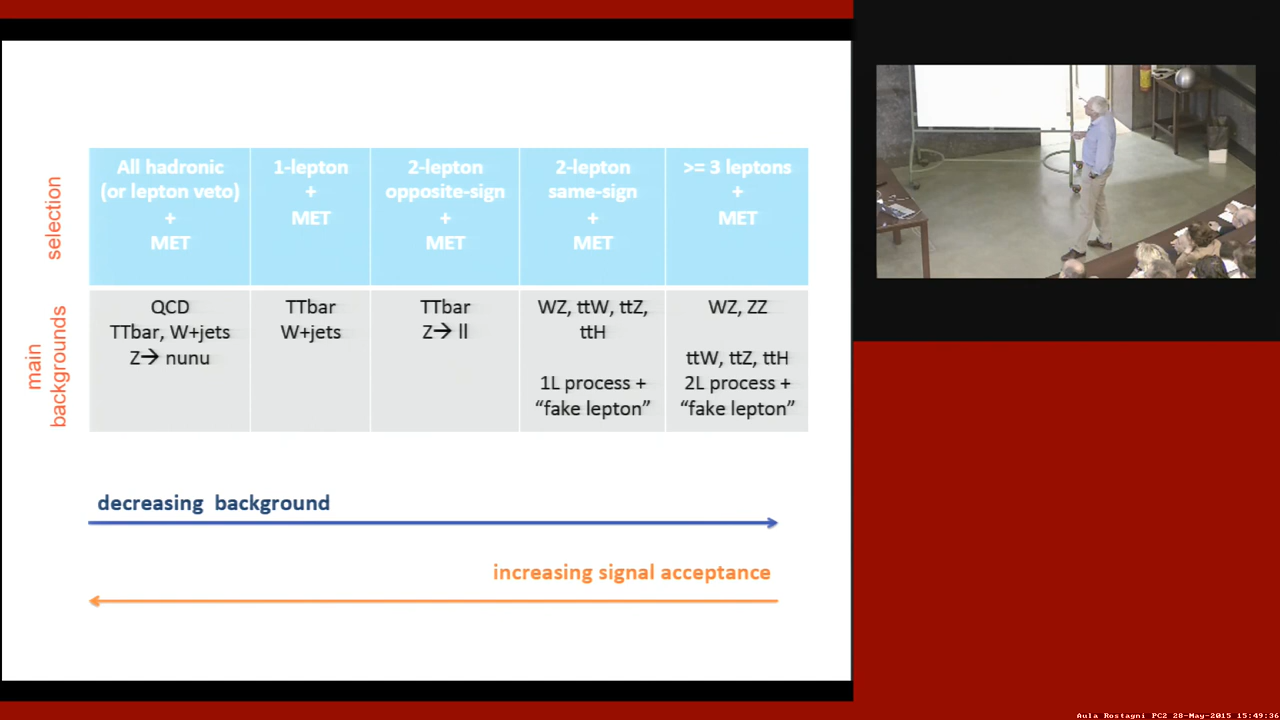 selection
All hadronic
(or lepton veto)
+
MET
1-lepton
+
MET
2-lepton
opposite-sign
+
MET
2-lepton
same-sign
+
MET
>= 3 leptons
+
MET
main
backgrounds
QCD
TTbar, W+jets
Z→ nunu
TTbar
W+jets
TTbar
Z→ ll
WZ, ttW, ttZ,
ttH
1L process +
“fake lepton”
WZ, ZZ
ttW, ttZ, ttH
2L process +
“fake lepton”
decreasing background
increasing signal acceptance
Aula Rostagni PC2 28-May-2015 15:49:36